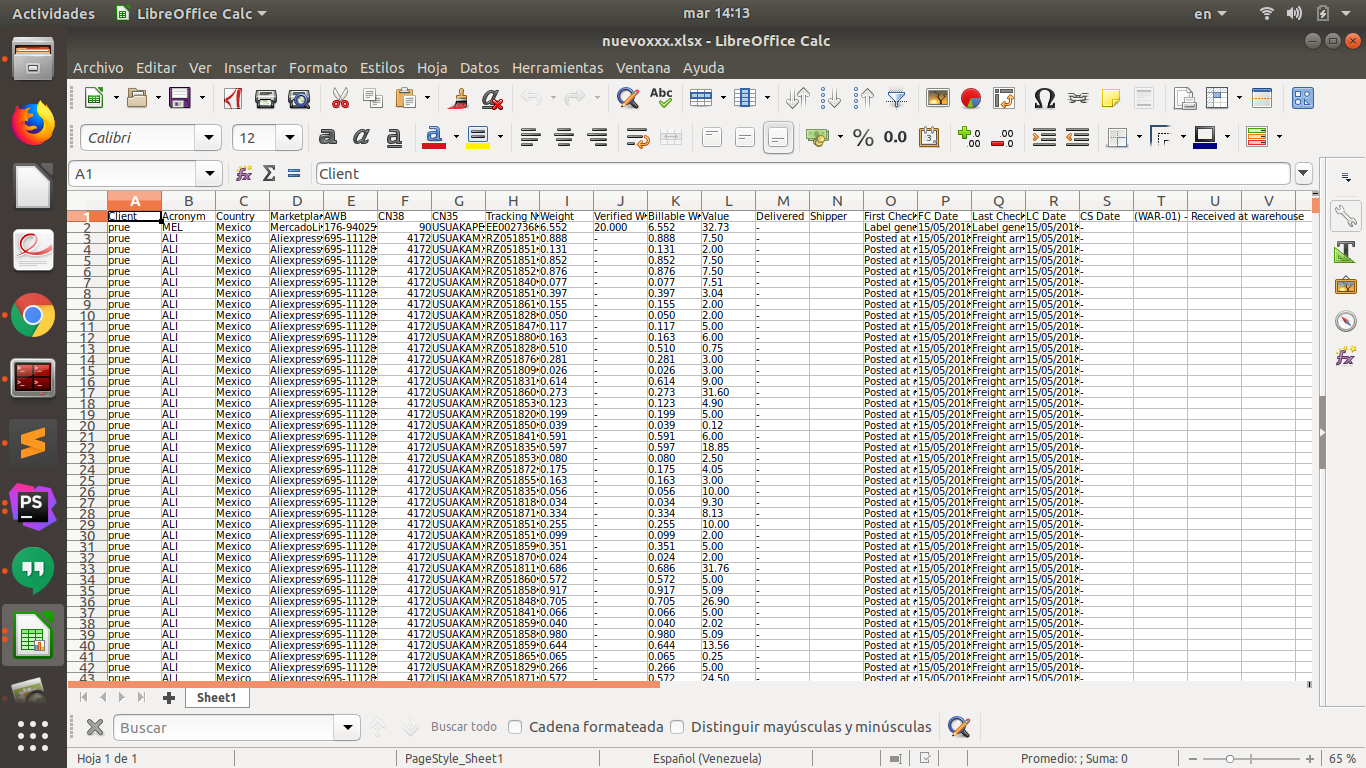 Actividades LibreOffice Calc mar 14:13 en
nuevoxxx.xlsx - LibreOffice Calc
Archivo Editar Ver Insertar Formato Estilos Hoja Datos Herramientas Ventana Ayuda
Calibri 12
A1 Client
A B C D E F G H I J K L M N O P Q R S T U V
1 Client Acronym Country Marketpla AWB CN38 CN35 Tracking N Weight Verified W Billable W Value Delivered Shipper First Check FC Date Last Check LC Date CS Date (WAR-01) - Received at warehouse
2 prue MEL Mexico MercadoLi 176-9402 90 USUAKAPE EE002736 6.552 20.000 6.552 32.73 - Label gene 15/05/201 Label gene 15/05/201 -
3 prue ALI Mexico Aliexpress 695-11128 4172 USUAKAM RZ051851 0.888 - 0.888 7.50 - Posted at 15/05/201 Freight arr 15/05/201 -
4 prue ALI Mexico Aliexpress 695-11128 4172 USUAKAM RZ051851 0.131 - 0.131 2.00 - Posted at 15/05/201 Freight arr 15/05/201 -
5 prue ALI Mexico Aliexpress 695-11128 4172 USUAKAM RZ051851 0.852 - 0.852 7.50 - Posted at 15/05/201 Freight arr 15/05/201 -
6 prue ALI Mexico Aliexpress 695-11128 4172 USUAKAM RZ051852 0.876 - 0.876 7.50 - Posted at 15/05/201 Freight arr 15/05/201 -
7 prue ALI Mexico Aliexpress 695-11128 4172 USUAKAM RZ051840 0.077 - 0.077 7.51 - Posted at 15/05/201 Freight arr 15/05/201 -
8 prue ALI Mexico Aliexpress 695-11128 4172 USUAKAM RZ051851 0.397 - 0.397 3.04 - Posted at 15/05/201 Freight arr 15/05/201 -
9 prue ALI Mexico Aliexpress 695-11128 4172 USUAKAM RZ051861 0.155 - 0.155 2.00 - Posted at 15/05/201 Freight arr 15/05/201 -
10 prue ALI Mexico Aliexpress 695-11128 4172 USUAKAM RZ051828 0.050 - 0.050 2.00 - Posted at 15/05/201 Freight arr 15/05/201 -
11 prue ALI Mexico Aliexpress 695-11128 4172 USUAKAM RZ051847 0.117 - 0.117 5.00 - Posted at 15/05/201 Freight arr 15/05/201 -
12 prue ALI Mexico Aliexpress 695-11128 4172 USUAKAM RZ051880 0.163 - 0.163 6.00 - Posted at 15/05/201 Freight arr 15/05/201 -
13 prue ALI Mexico Aliexpress 695-11128 4172 USUAKAM RZ051828 0.510 - 0.510 0.75 - Posted at 15/05/201 Freight arr 15/05/201 -
14 prue ALI Mexico Aliexpress 695-11128 4172 USUAKAM RZ051876 0.281 - 0.281 3.00 - Posted at 15/05/201 Freight arr 15/05/201 -
15 prue ALI Mexico Aliexpress 695-11128 4172 USUAKAM RZ051809 0.026 - 0.026 3.00 - Posted at 15/05/201 Freight arr 15/05/201 -
16 prue ALI Mexico Aliexpress 695-11128 4172 USUAKAM RZ051831 0.614 - 0.614 9.00 - Posted at 15/05/201 Freight arr 15/05/201 -
17 prue ALI Mexico Aliexpress 695-11128 4172 USUAKAM RZ051860 0.273 - 0.273 31.60 - Posted at 15/05/201 Freight arr 15/05/201 -
18 prue ALI Mexico Aliexpress 695-11128 4172 USUAKAM RZ051853 0.123 - 0.123 4.90 - Posted at 15/05/201 Freight arr 15/05/201 -
19 prue ALI Mexico Aliexpress 695-11128 4172 USUAKAM RZ051820 0.199 - 0.199 5.00 - Posted at 15/05/201 Freight arr 15/05/201 -
20 prue ALI Mexico Aliexpress 695-11128 4172 USUAKAM RZ051850 0.039 - 0.039 0.12 - Posted at 15/05/201 Freight arr 15/05/201 -
21 prue ALI Mexico Aliexpress 695-11128 4172 USUAKAM RZ051841 0.591 - 0.591 6.00 - Posted at 15/05/201 Freight arr 15/05/201 -
22 prue ALI Mexico Aliexpress 695-11128 4172 USUAKAM RZ051835 0.597 - 0.597 18.85 - Posted at 15/05/201 Freight arr 15/05/201 -
23 prue ALI Mexico Aliexpress 695-11128 4172 USUAKAM RZ051853 0.080 - 0.080 2.50 - Posted at 15/05/201 Freight arr 15/05/201 -
24 prue ALI Mexico Aliexpress 695-11128 4172 USUAKAM RZ051872 0.175 - 0.175 4.05 - Posted at 15/05/201 Freight arr 15/05/201 -
25 prue ALI Mexico Aliexpress 695-11128 4172 USUAKAM RZ051855 0.163 - 0.163 3.00 - Posted at 15/05/201 Freight arr 15/05/201 -
26 prue ALI Mexico Aliexpress 695-11128 4172 USUAKAM RZ051835 0.056 - 0.056 10.00 - Posted at 15/05/201 Freight arr 15/05/201 -
27 prue ALI Mexico Aliexpress 695-11128 4172 USUAKAM RZ051818 0.034 - 0.034 9.30 - Posted at 15/05/201 Freight arr 15/05/201 -
28 prue ALI Mexico Aliexpress 695-11128 4172 USUAKAM RZ051871 0.334 - 0.334 8.13 - Posted at 15/05/201 Freight arr 15/05/201 -
29 prue ALI Mexico Aliexpress 695-11128 4172 USUAKAM RZ051851 0.255 - 0.255 10.00 - Posted at 15/05/201 Freight arr 15/05/201 -
30 prue ALI Mexico Aliexpress 695-11128 4172 USUAKAM RZ051851 0.099 - 0.099 2.00 - Posted at 15/05/201 Freight arr 15/05/201 -
31 prue ALI Mexico Aliexpress 695-11128 4172 USUAKAM RZ051859 0.351 - 0.351 5.00 - Posted at 15/05/201 Freight arr 15/05/201 -
32 prue ALI Mexico Aliexpress 695-11128 4172 USUAKAM RZ051870 0.024 - 0.024 2.00 - Posted at 15/05/201 Freight arr 15/05/201 -
33 prue ALI Mexico Aliexpress 695-11128 4172 USUAKAM RZ051811 0.686 - 0.686 31.76 - Posted at 15/05/201 Freight arr 15/05/201 -
34 prue ALI Mexico Aliexpress 695-11128 4172 USUAKAM RZ051860 0.572 - 0.572 5.00 - Posted at 15/05/201 Freight arr 15/05/201 -
35 prue ALI Mexico Aliexpress 695-11128 4172 USUAKAM RZ051858 0.917 - 0.917 5.09 - Posted at 15/05/201 Freight arr 15/05/201 -
36 prue ALI Mexico Aliexpress 695-11128 4172 USUAKAM RZ051848 0.705 - 0.705 26.90 - Posted at 15/05/201 Freight arr 15/05/201 -
37 prue ALI Mexico Aliexpress 695-11128 4172 USUAKAM RZ051841 0.066 - 0.066 5.00 - Posted at 15/05/201 Freight arr 15/05/201 -
38 prue ALI Mexico Aliexpress 695-11128 4172 USUAKAM RZ051859 0.040 - 0.040 2.02 - Posted at 15/05/201 Freight arr 15/05/201 -
39 prue ALI Mexico Aliexpress 695-11128 4172 USUAKAM RZ051858 0.980 - 0.980 5.09 - Posted at 15/05/201 Freight arr 15/05/201 -
40 prue ALI Mexico Aliexpress 695-11128 4172 USUAKAM RZ051859 0.644 - 0.644 13.56 - Posted at 15/05/201 Freight arr 15/05/201 -
41 prue ALI Mexico Aliexpress 695-11128 4172 USUAKAM RZ051865 0.065 - 0.065 0.25 - Posted at 15/05/201 Freight arr 15/05/201 -
42 prue ALI Mexico Aliexpress 695-11128 4172 USUAKAM RZ051829 0.266 - 0.266 5.00 - Posted at 15/05/201 Freight arr 15/05/201 -
43 prue ALI Mexico Aliexpress 695-11128 4172 USUAKAM RZ051871 0.572 - 0.572 24.50 - Posted at 15/05/201 Freight arr 15/05/201 -
Sheet1
Buscar Buscar todo Cadena formateada Distinguir mayúsculas y minúsculas
Hoja 1 de 1 PageStyle_Sheet1 Español (Venezuela) Promedio: ; Suma: 0 65 %